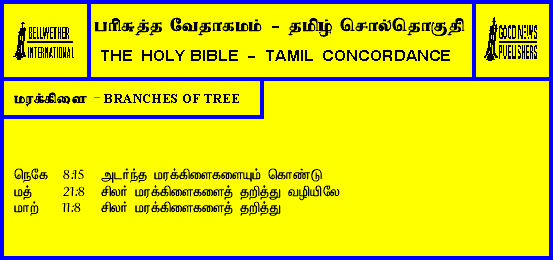 BELLWETHER
INTERNATIONAL
பரிசுத்த வேதாகமம் - தமிழ் சொல்தொகுதி
THE HOLY BIBLE - TAMIL CONCORDANCE
GOOD NEWS
PUBLISHERS
மரக்கிளை - BRANCHES OF TREE
நெகே 8:15 அடர்ந்த மரக்கிளைகளையும் கொண்டு
மத் 21:8 சிலர் மரக்கிளைகளைத் தறித்து வழியிலே
மாற் 11:8 சிலர் மரக்கிளைகளைத் தறித்து